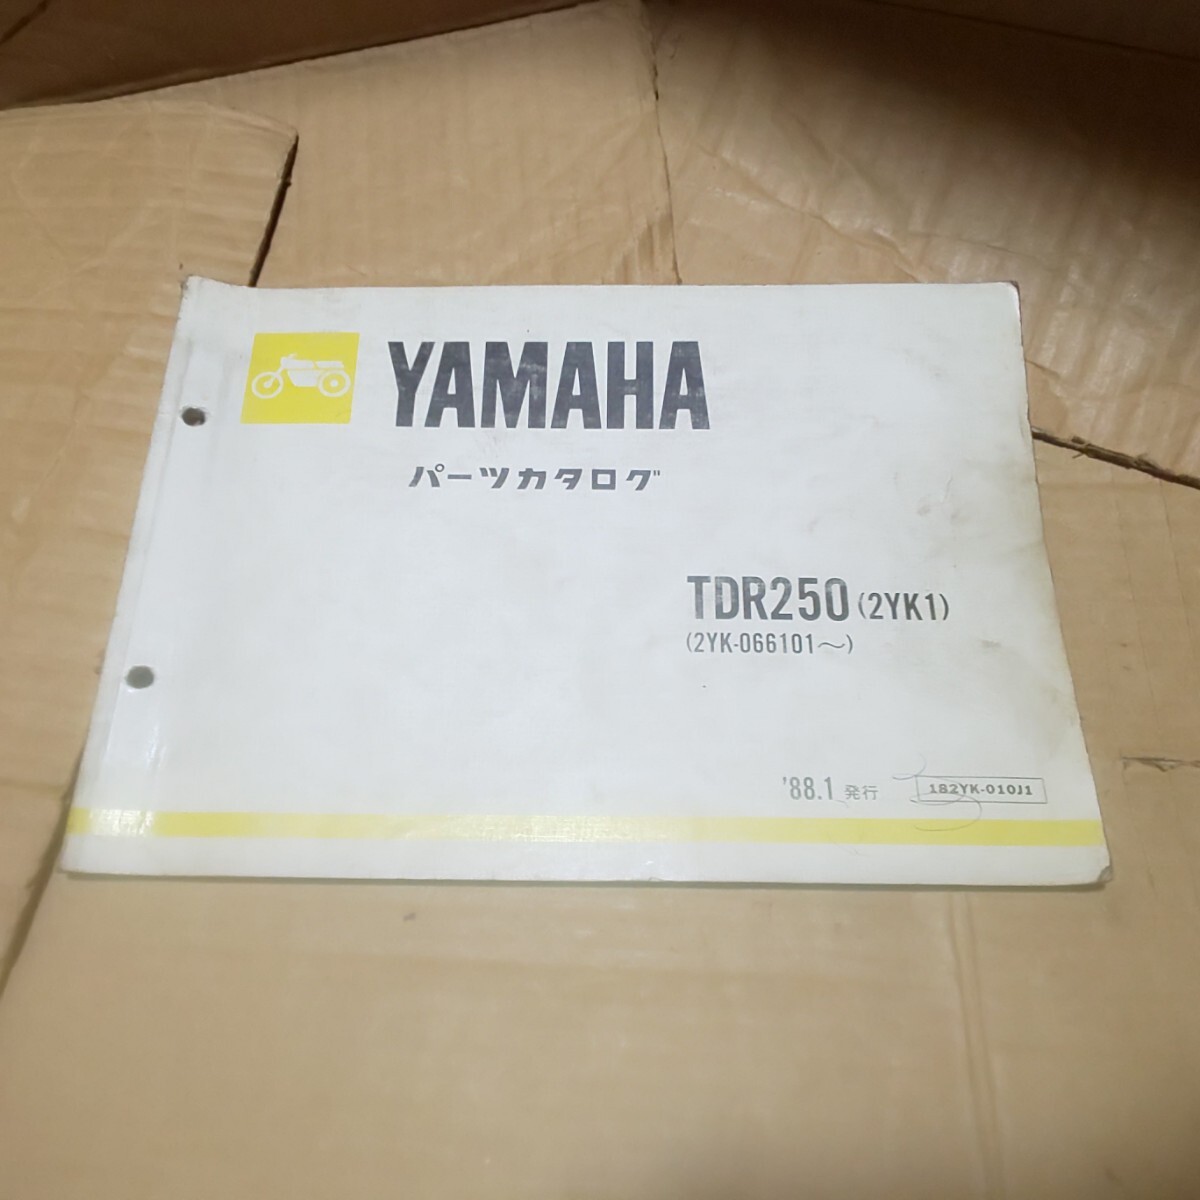 YAMAHA
パーツカタログ
TDR250(2YK1)
(2YK-066101〜)
'88.1 発行
182YK-010J1